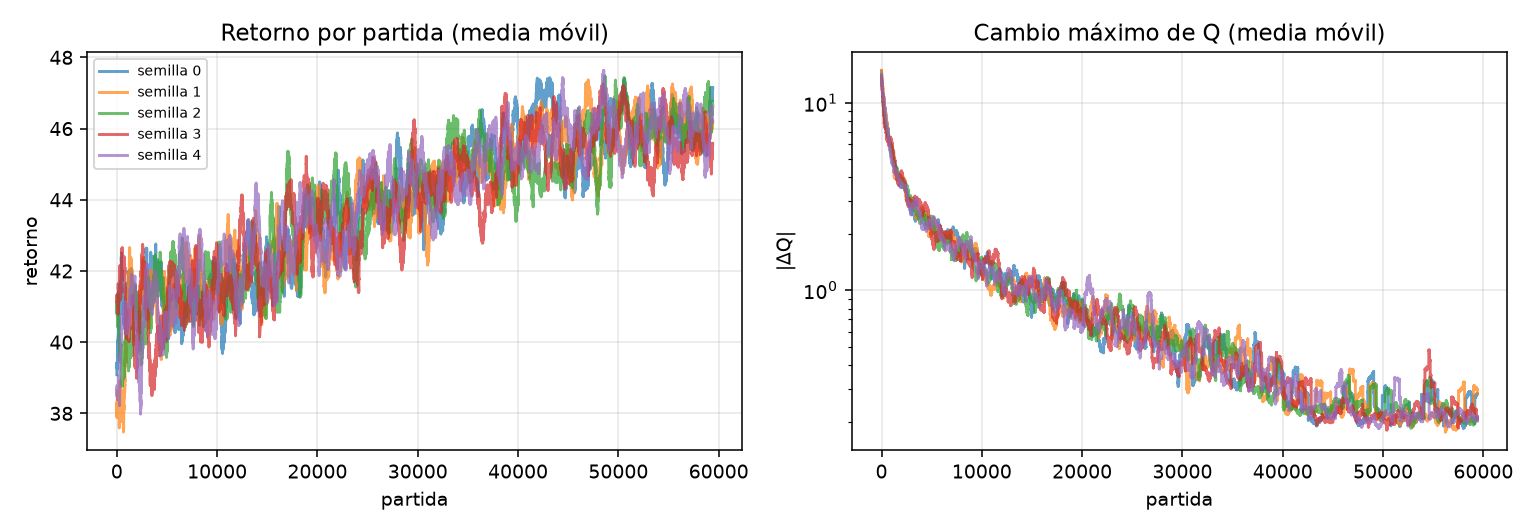 Retorno por partida (media móvil)
48
46
44
42
40
38
retorno
semilla 0
semilla 1
semilla 2
semilla 3
semilla 4
0 10000 20000 30000 40000 50000 60000
partida
Cambio máximo de Q (media móvil)
10¹
10⁰
|ΔQ|
0 10000 20000 30000 40000 50000 60000
partida